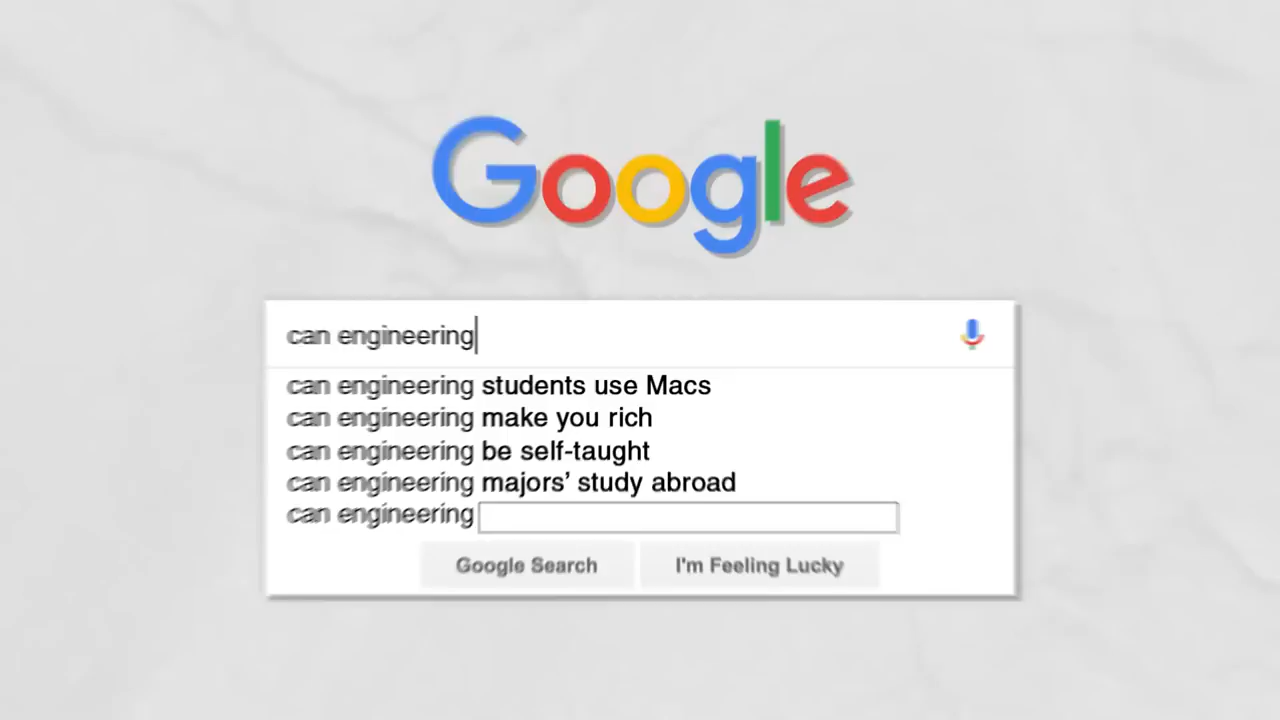 Google
can engineering
can engineering students use Macs
can engineering make you rich
can engineering be self-taught
can engineering majors’ study abroad
can engineering
Google Search
I'm Feeling Lucky